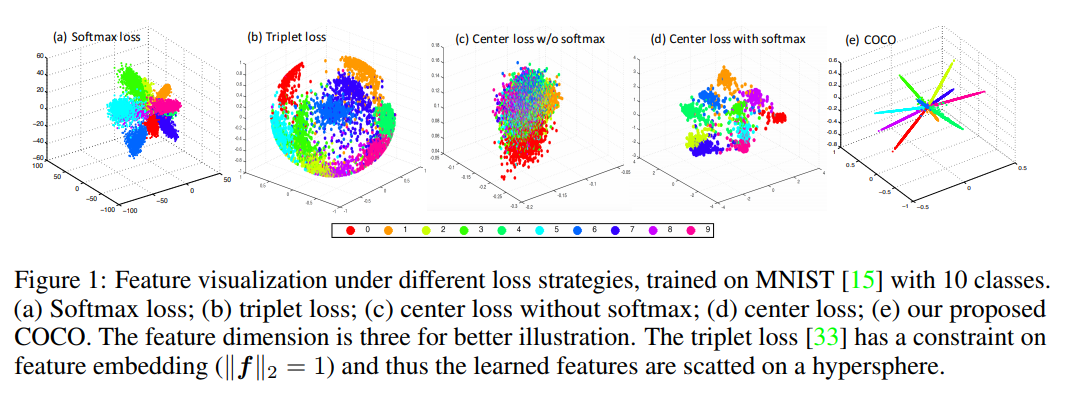 (a) Softmax loss
(b) Triplet loss
(c) Center loss w/o softmax
(d) Center loss with softmax
(e) COCO
0 1 2 3 4 5 6 7 8 9
Figure 1: Feature visualization under different loss strategies, trained on MNIST [15] with 10 classes.
(a) Softmax loss; (b) triplet loss; (c) center loss without softmax; (d) center loss; (e) our proposed
COCO. The feature dimension is three for better illustration. The triplet loss [33] has a constraint on
feature embedding (‖f‖₂ = 1) and thus the learned features are scatted on a hypersphere.